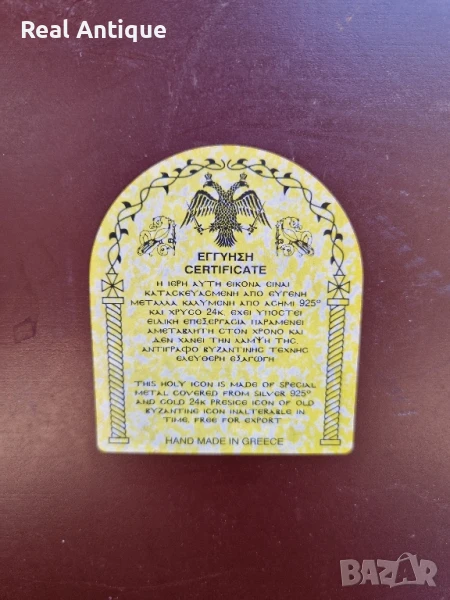 Real Antique
ΕΓΓΥΗΣΗ
CERTIFICATE
Η ΙΕΡΗ ΑΥΤΗ ΕΙΚΟΝΑ ΕΙΝΑΙ
ΚΑΤΑΣΚΕΥΑΣΜΕΝΗ ΑΠΟ ΕΥΓΕΝΗ
ΜΕΤΑΛΛΑ ΚΑΛΥΜΕΝΗ ΑΠΟ ΑΣΗΜΙ 925°
ΚΑΙ ΧΡΥΣΟ 24Κ. ΕΧΕΙ ΥΠΟΣΤΕΙ
ΕΙΔΙΚΗ ΕΠΕΞΕΡΓΑΣΙΑ ΠΑΡΑΜΕΝΕΙ
ΑΜΕΤΑΒΛΗΤΗ ΣΤΟΝ ΧΡΟΝΟ ΚΑΙ
ΔΕΝ ΧΑΝΕΙ ΤΗΝ ΛΑΜΨΗ ΤΗΣ.
ΑΝΤΙΓΡΑΦΟ ΒΥΖΑΝΤΙΝΗΣ ΤΕΧΝΗΣ
ΕΛΕΥΘΕΡΗ ΕΞΑΓΩΓΗ
THIS HOLY ICON IS MADE OF SPECIAL
METAL COVERED FROM SILVER 925°
AND GOLD 24K PRESICE ICON OF OLD
BYZANTINE ICON INALTERABLE IN
TIME. FREE FOR EXPORT
HAND MADE IN GREECE
BAZAR